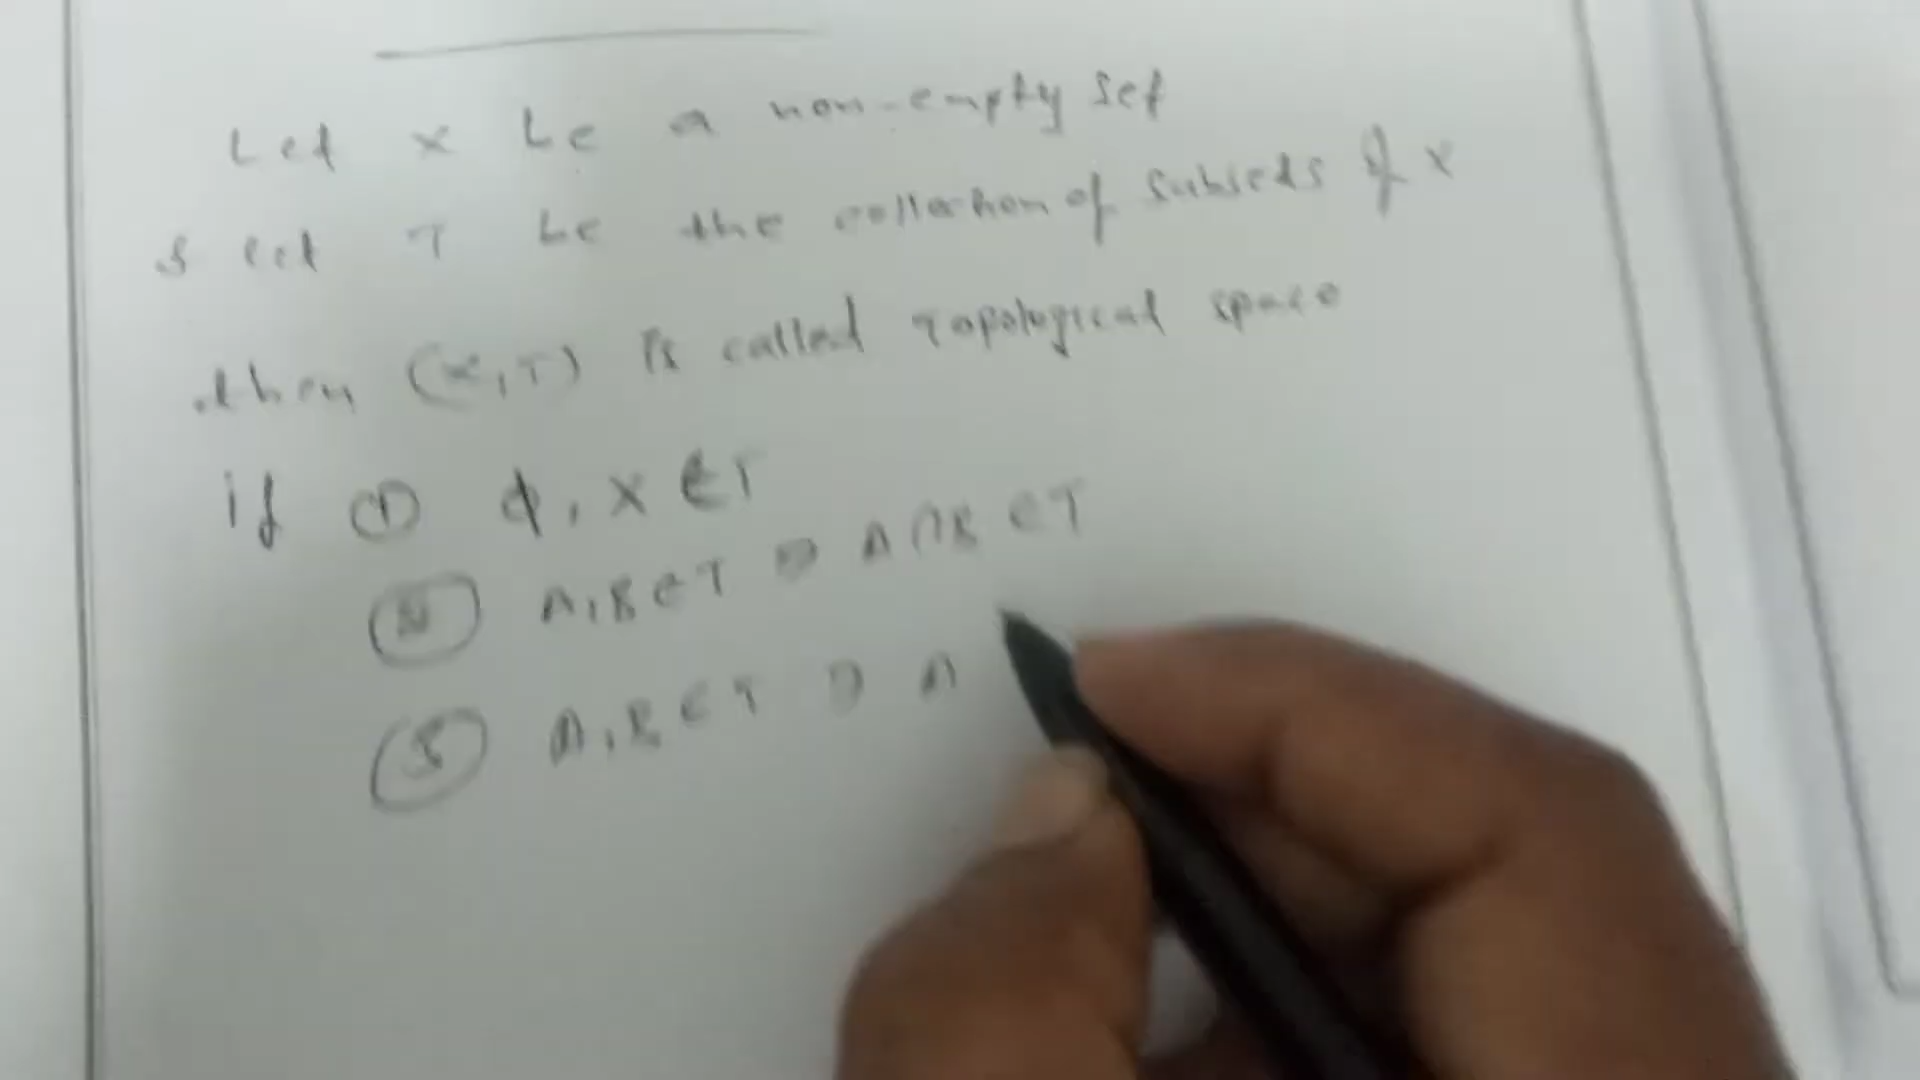 Let X be a non-empty set
& let T be the collection of subsets of X
then (X, T) is called Topological space
if ① φ, X ∈ T
② A, B ∈ T ⇒ A ∩ B ∈ T
③ A, B ∈ T ⇒ A